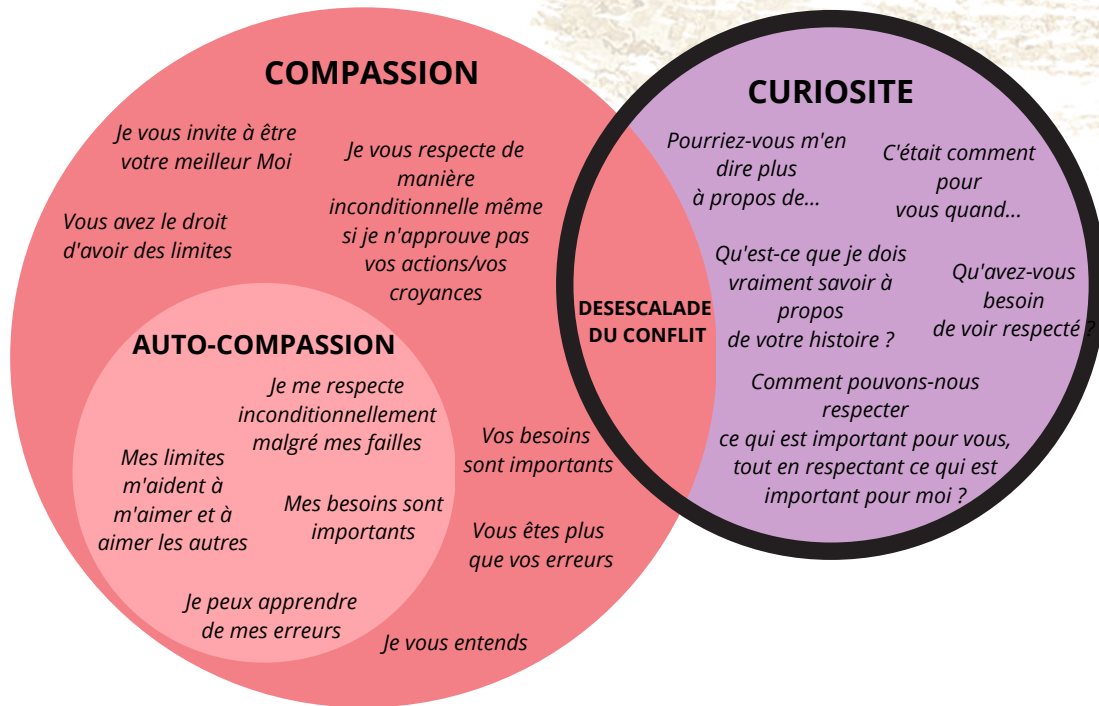 COMPASSION
Je vous invite à être
votre meilleur Moi
Je vous respecte de
manière
inconditionnelle même
si je n'approuve pas
vos actions/vos
croyances
Vous avez le droit
d'avoir des limites
AUTO-COMPASSION
Je me respecte
inconditionnellement
malgré mes failles
Mes limites
m'aident à
m'aimer et à
aimer les autres
Mes besoins sont
importants
Je peux apprendre
de mes erreurs
Vos besoins
sont importants
Vous êtes plus
que vos erreurs
Je vous entends
DESESCALADE
DU CONFLIT
CURIOSITE
Pourriez-vous m'en
dire plus
à propos de...
C'était comment
pour
vous quand...
Qu'est-ce que je dois
vraiment savoir à
propos
de votre histoire ?
Qu'avez-vous
besoin
de voir respecté ?
Comment pouvons-nous
respecter
ce qui est important pour vous,
tout en respectant ce qui est
important pour moi ?